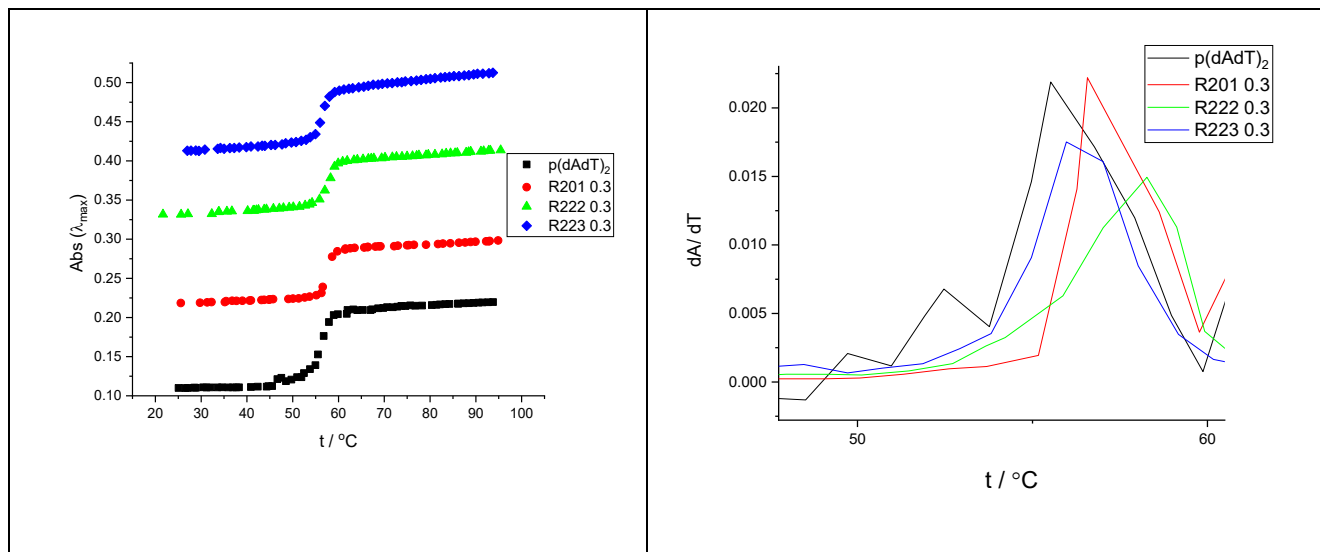 0.50
0.45
0.40
0.35
0.30
0.25
0.20
0.15
0.10
Abs (λmax)
20 30 40 50 60 70 80 90 100
t / °C
p(dAdT)2
R201 0.3
R222 0.3
R223 0.3
0.020
0.015
0.010
0.005
0.000
dA/ dT
50 60
t / °C
p(dAdT)2
R201 0.3
R222 0.3
R223 0.3